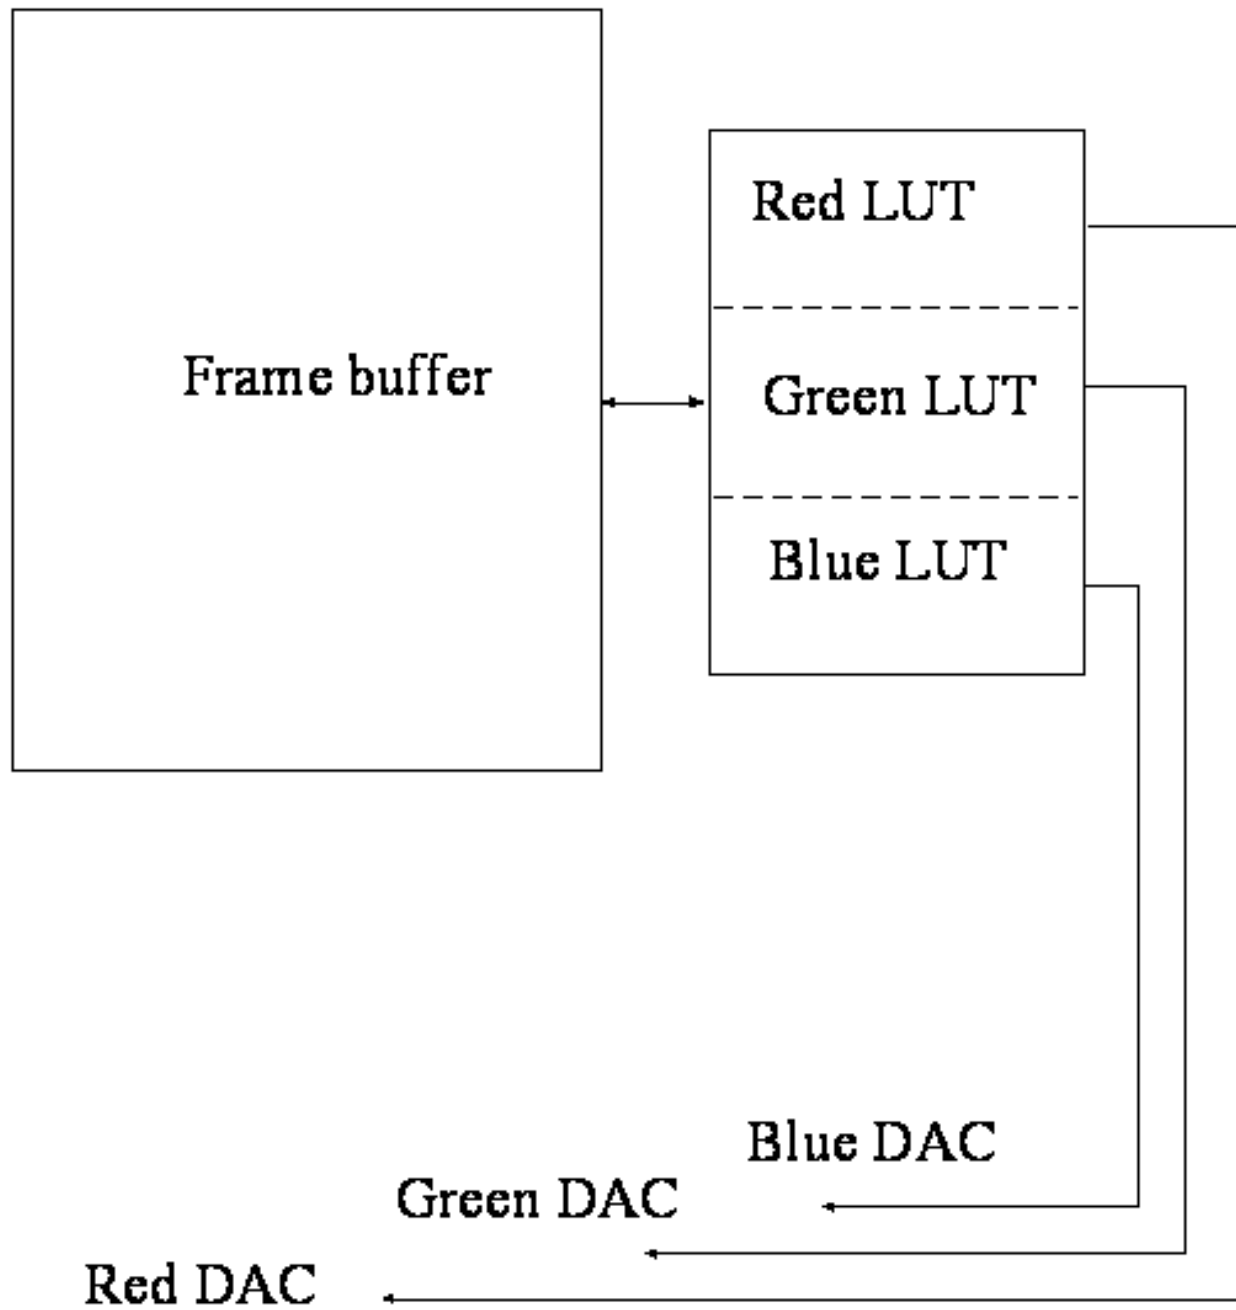 Red LUT
Frame buffer
Green LUT
Blue LUT
Blue DAC
Green DAC
Red DAC